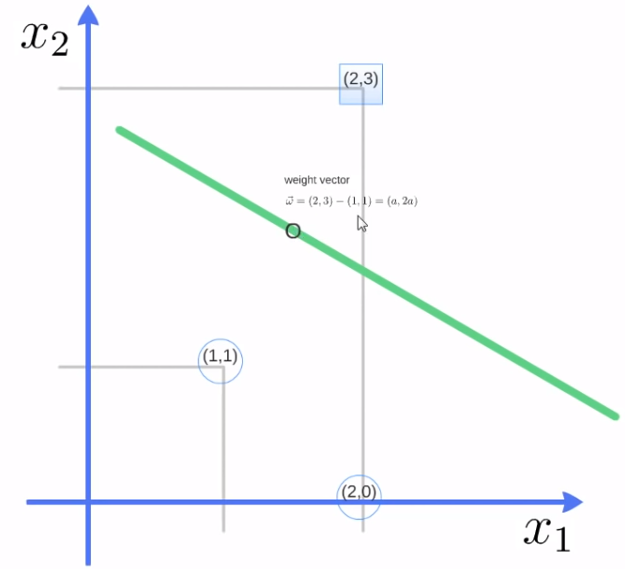 x₂
(2,3)
weight vector
ω⃗ = (2, 3) − (1, 1) = (a, 2a)
(1,1)
(2,0)
x₁